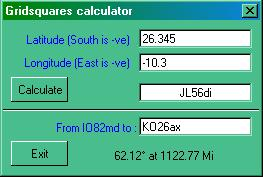 Gridsquares calculator
Latitude (South is -ve) 26.345
Longitude (East is -ve) -10.3
Calculate JL56di
From IO82md to : KO26ax
Exit 62.12° at 1122.77 Mi